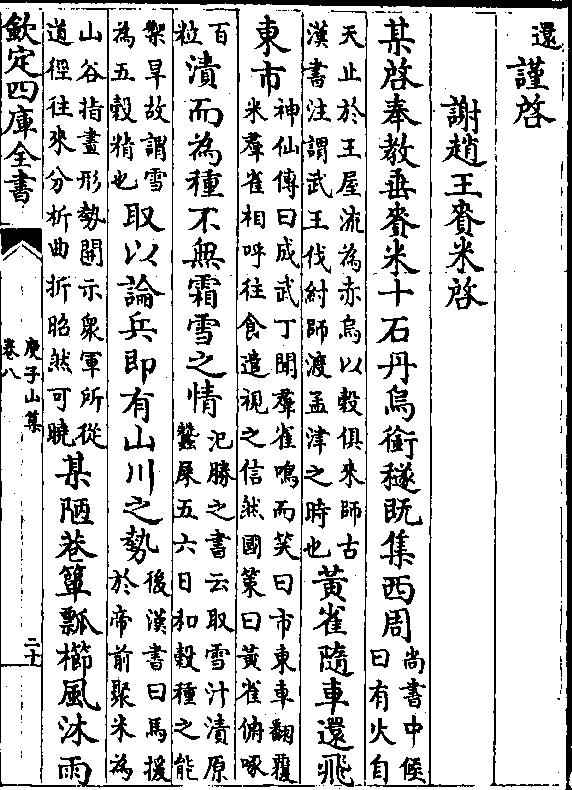 還
謹啓
謝趙王賚米啓
某啓奉教垂賚米十石丹烏銜穟既集西周
尚書中候
曰有火自
天止於王屋流為赤烏以穀俱來師古
漢書注謂武王伐紂師渡孟津之時也
黃雀隨車還飛
東市
神仙傳曰成武丁聞羣雀鳴而笑曰市東車翻覆
米羣雀相呼往食遣視之信然國策曰黃雀俯啄
百
粒
漬而為種不無霜雪之情
氾勝之書云取雪汁漬原
蠶屎五六日和穀種之能
禦旱故謂雪
為五穀精也
取以論兵即有山川之勢
後漢書曰馬援
於帝前聚米為
山谷指畫形勢開示衆軍所從
道徑往來分析曲折昭然可曉
某陋巷簞瓢櫛風沐雨
欽定四庫全書
庾子山集
卷八
二十